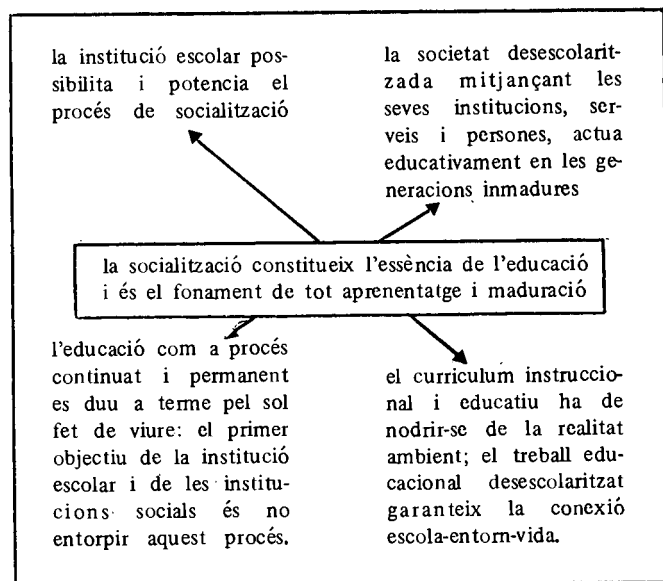 la institució escolar pos-
sibilita i potencia el
procés de socialització
la societat desescolarit-
zada mitjançant les
seves institucions, ser-
veis i persones, actua
educativament en les ge-
neracions inmadures
la socialització constitueix l'essència de l'educació
i és el fonament de tot aprenentatge i maduració
l'educació com a procés
continuat i permanent
es duu a terme pel sol
fet de viure: el primer
objectiu de la institució
escolar i de les institu-
cions socials és no
entorpir aquest procés.
el curriculum instruccio-
nal i educatiu ha de
nodrir-se de la realitat
ambient; el treball edu-
cacional desescolaritzat
garanteix la conexió
escola-entorn-vida.